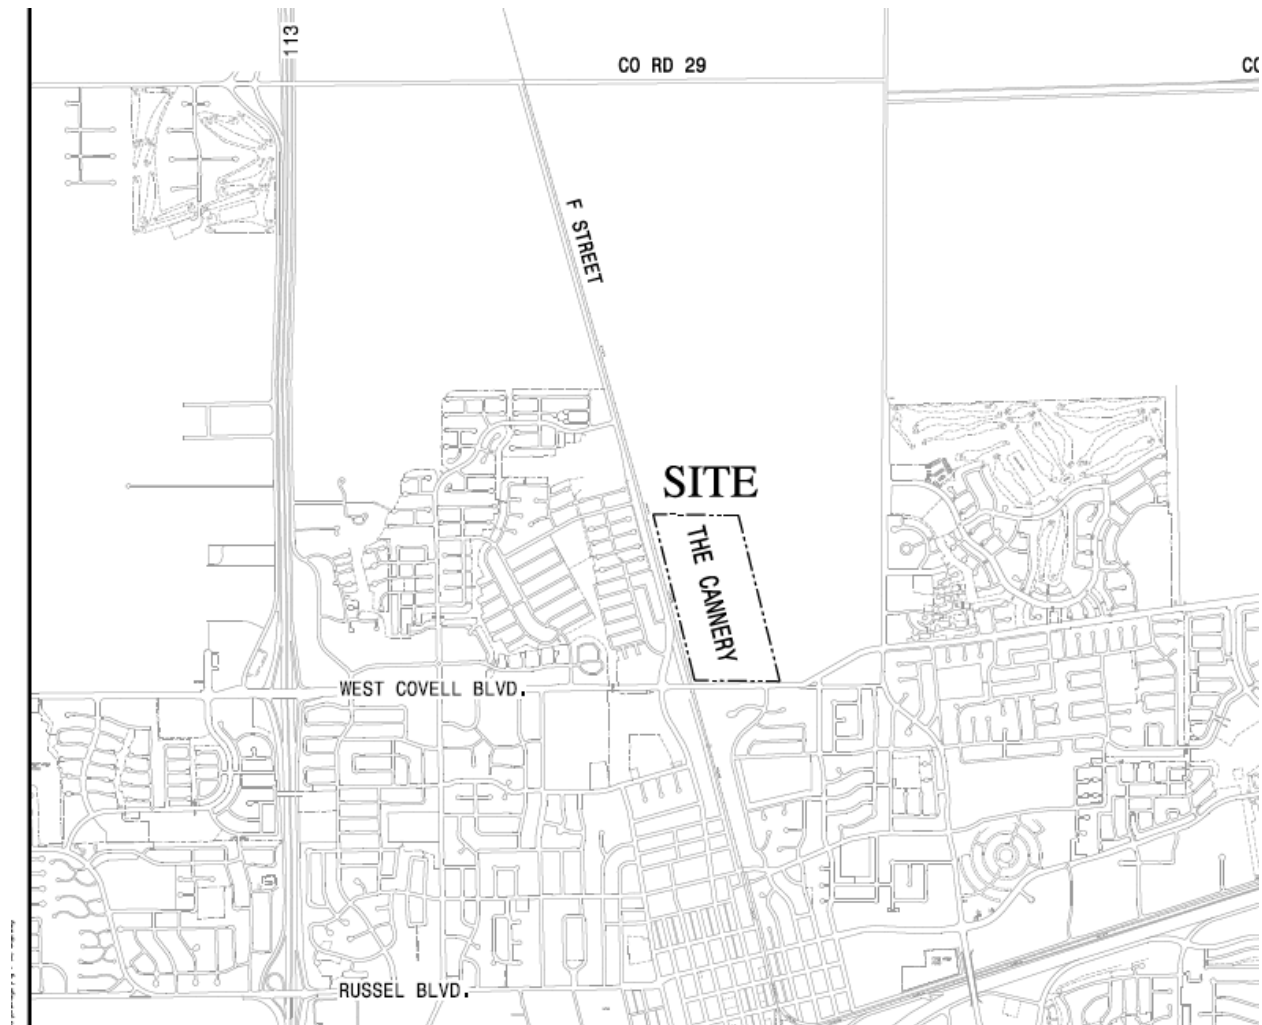 113
CO RD 29
CO
F STREET
SITE
THE CANNERY
WEST COVELL BLVD.
RUSSEL BLVD.